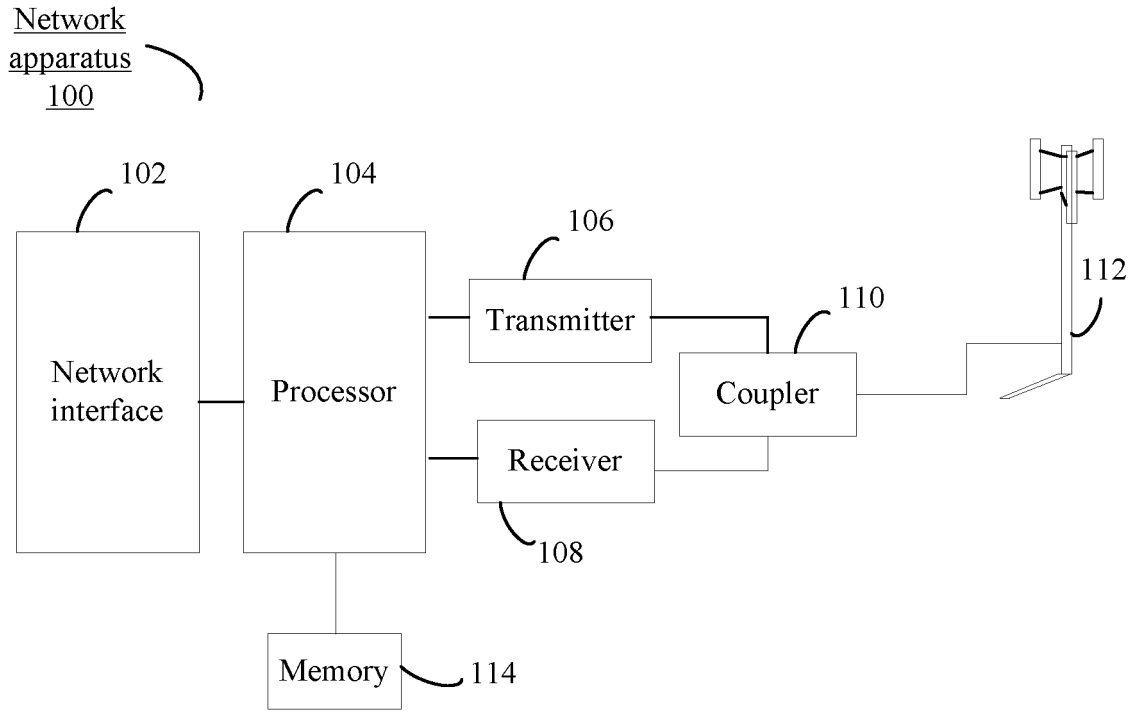 Network
apparatus
100
102
104
106
112
110
Transmitter
Network
interface
Processor
Coupler
Receiver
108
Memory
114